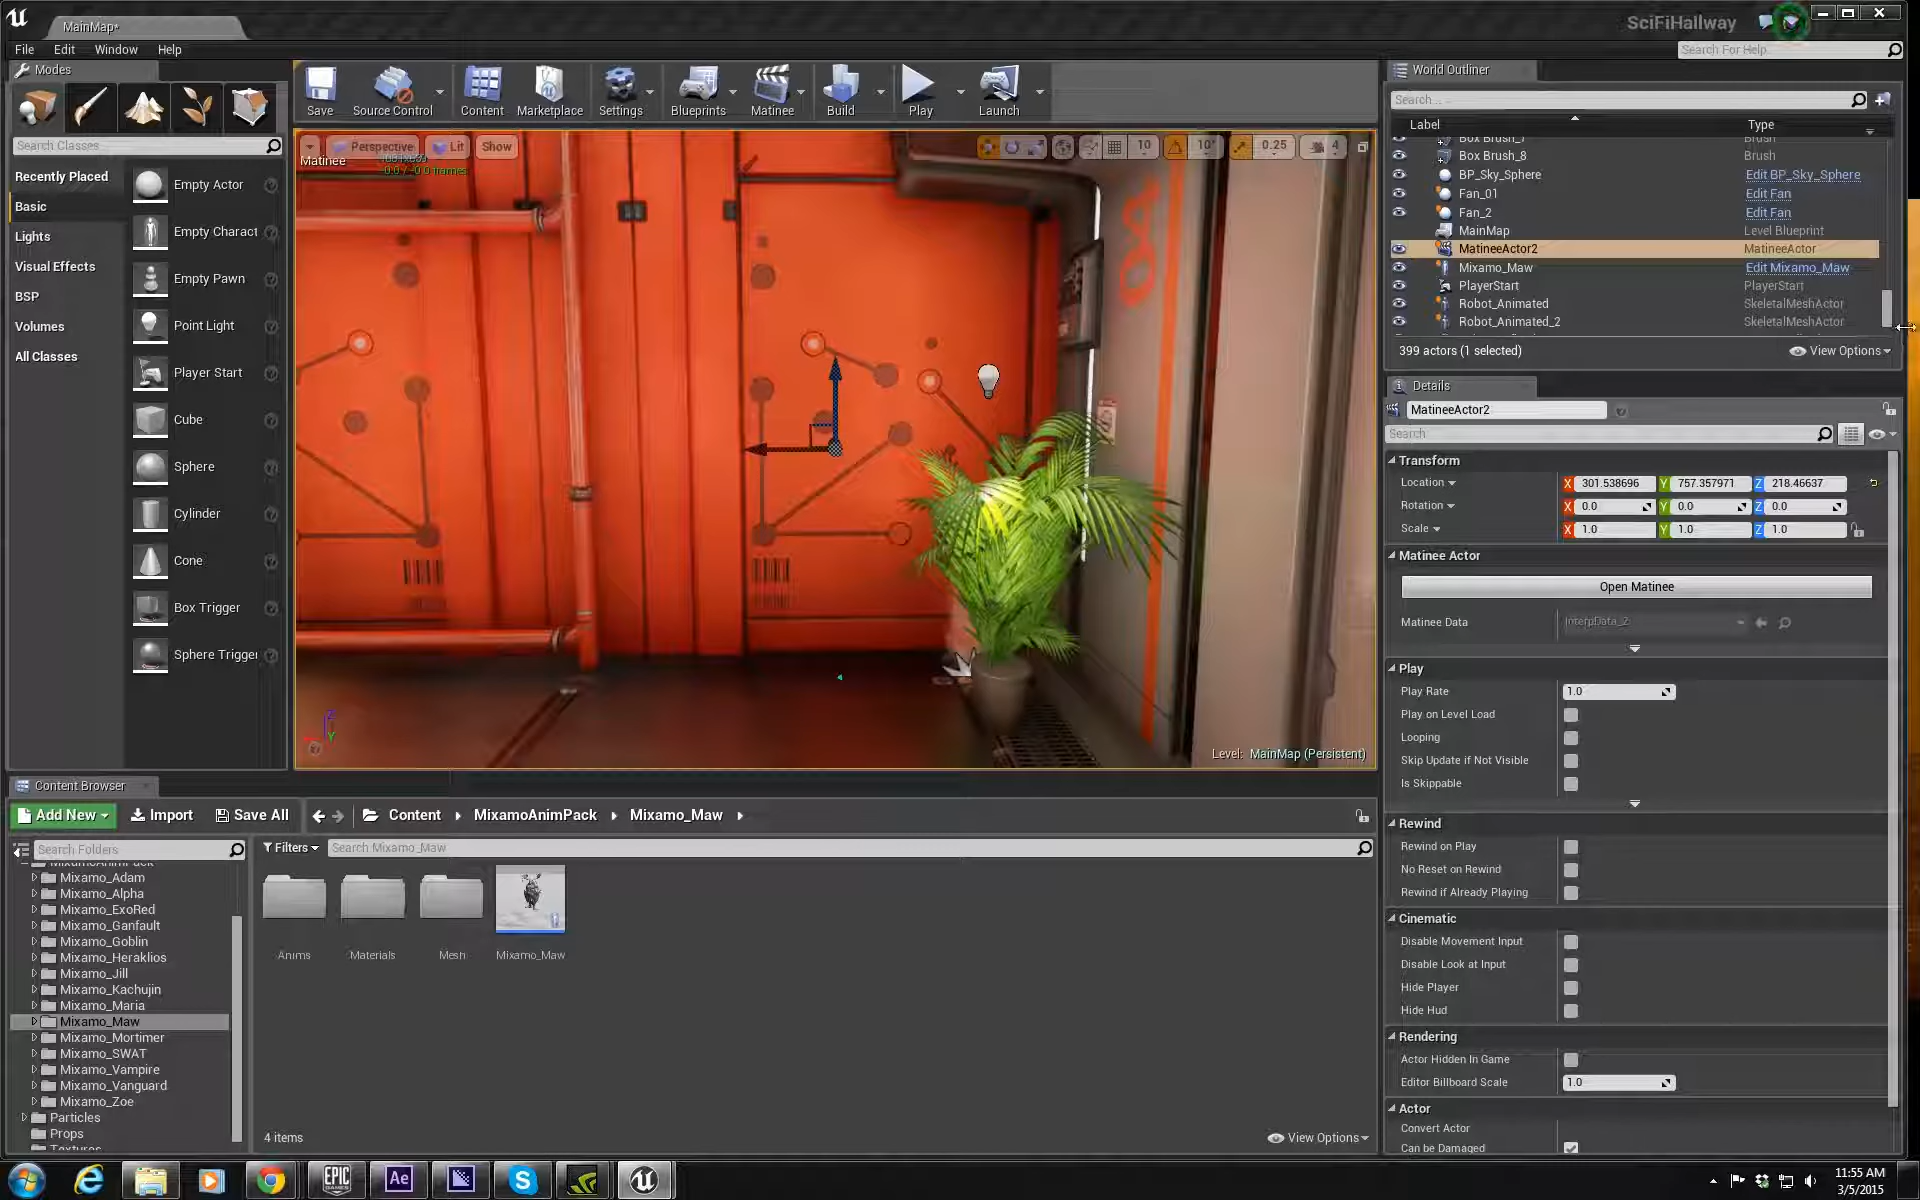 MainMap*
SciFiHallway
File Edit Window Help
Search For Help
Modes
Search Classes
Recently Placed
Basic
Lights
Visual Effects
BSP
Volumes
All Classes
Empty Actor
Empty Charact
Empty Pawn
Point Light
Player Start
Cube
Sphere
Cylinder
Cone
Box Trigger
Sphere Trigger
Save Source Control Content Marketplace Settings Blueprints Matinee Build Play Launch
Perspective Lit Show 10 10° 0.25 4
Matinee
Level: MainMap (Persistent)
World Outliner
Search...
Label Type
Box Brush_7 Brush
Box Brush_8 Brush
BP_Sky_Sphere Edit BP_Sky_Sphere
Fan_01 Edit Fan
Fan_2 Edit Fan
MainMap Level Blueprint
MatineeActor2 MatineeActor
Mixamo_Maw Edit Mixamo_Maw
PlayerStart PlayerStart
Robot_Animated SkeletalMeshActor
Robot_Animated_2 SkeletalMeshActor
399 actors (1 selected) View Options
Details
MatineeActor2
Search
Transform
Location X 301.538696 Y 757.357971 Z 218.46637
Rotation X 0.0 Y 0.0 Z 0.0
Scale X 1.0 Y 1.0 Z 1.0
Matinee Actor
Open Matinee
Matinee Data InterpData_2
Play
Play Rate 1.0
Play on Level Load
Looping
Skip Update if Not Visible
Is Skippable
Rewind
Rewind on Play
No Reset on Rewind
Rewind if Already Playing
Cinematic
Disable Movement Input
Disable Look at Input
Hide Player
Hide Hud
Rendering
Actor Hidden In Game
Editor Billboard Scale 1.0
Actor
Convert Actor
Can be Damaged
Content Browser
Add New Import Save All Content MixamoAnimPack Mixamo_Maw
Search Folders
Filters Search Mixamo_Maw
MixamoAnimPack
Mixamo_Adam
Mixamo_Alpha
Mixamo_ExoRed
Mixamo_Ganfault
Mixamo_Goblin
Mixamo_Heraklios
Mixamo_Jill
Mixamo_Kachujin
Mixamo_Maria
Mixamo_Maw
Mixamo_Mortimer
Mixamo_SWAT
Mixamo_Vampire
Mixamo_Vanguard
Mixamo_Zoe
Particles
Props
Textures
Anims Materials Mesh Mixamo_Maw
4 items View Options
EPIC GAMES
Ae
11:55 AM
3/5/2015